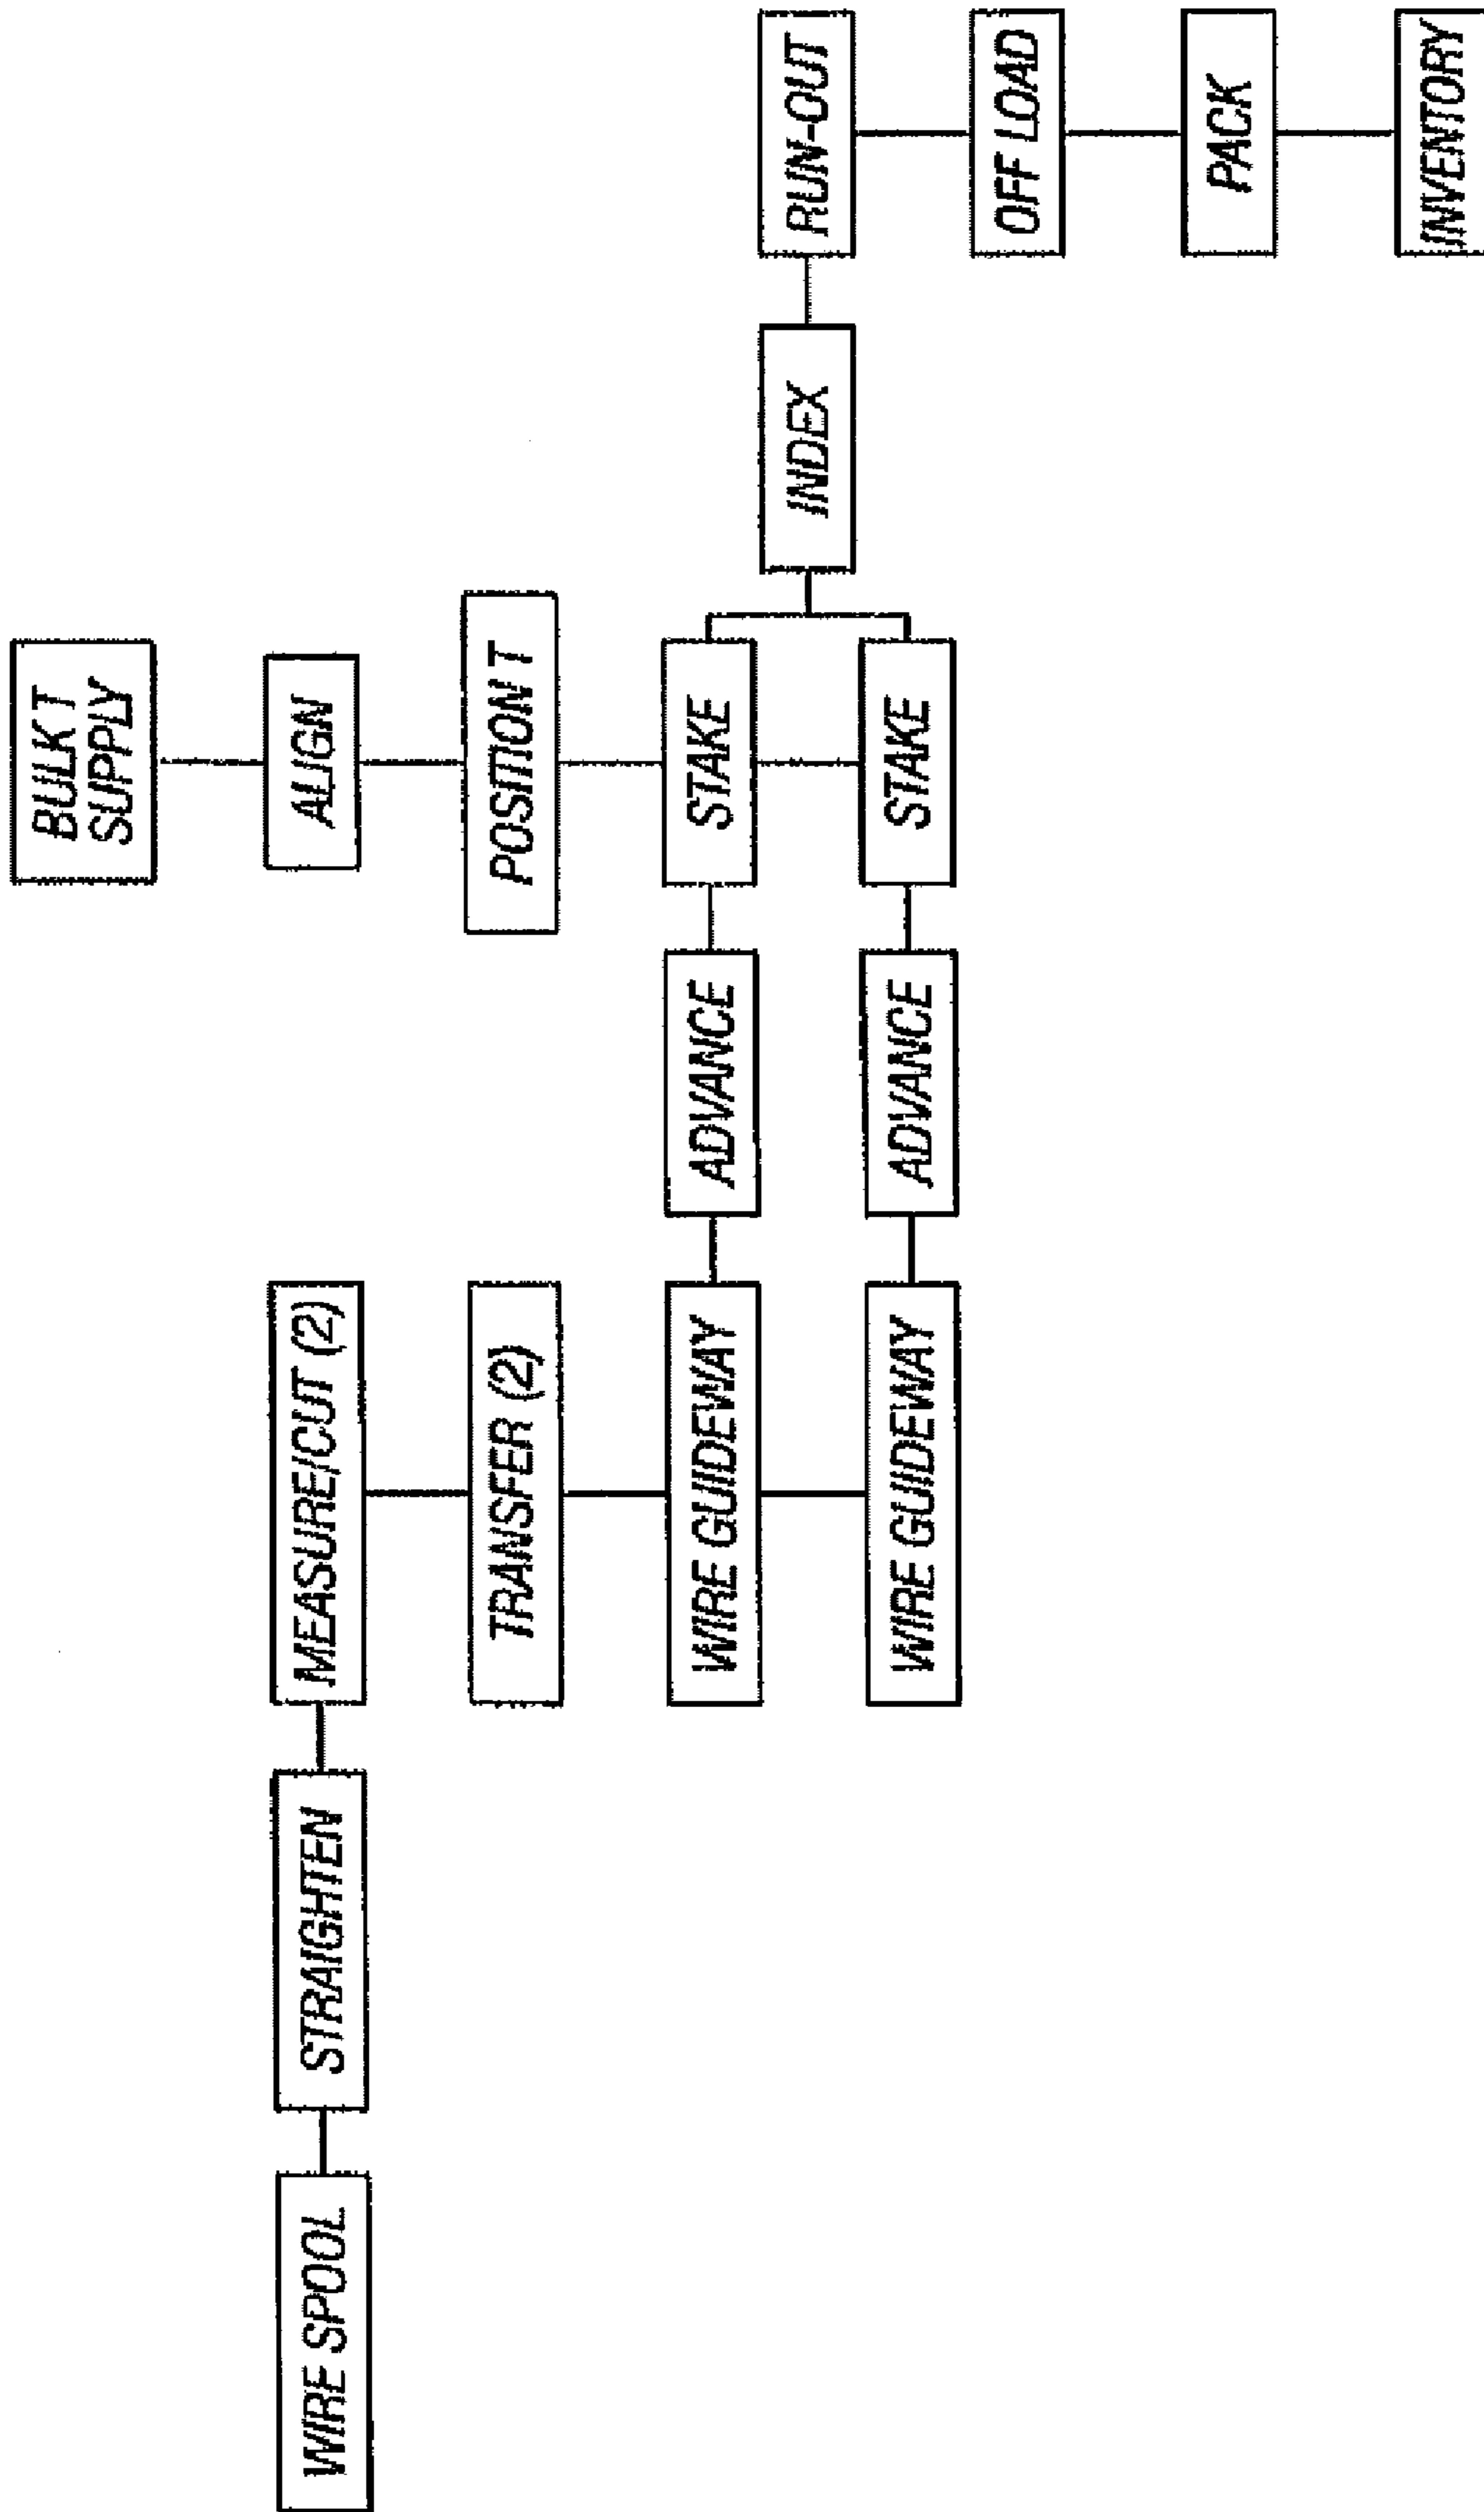 WIRE SPOOL
STRAIGHTEN
MEASURE/CUT (2)
TRANSFER (2)
WIRE GUIDEWAY
WIRE GUIDEWAY
ADVANCE
ADVANCE
BULK T
SUPPLY
ALIGN
POSITION T
STAKE
STAKE
INDEX
RUN-OUT
OFF LOAD
PACK
INVENTORY